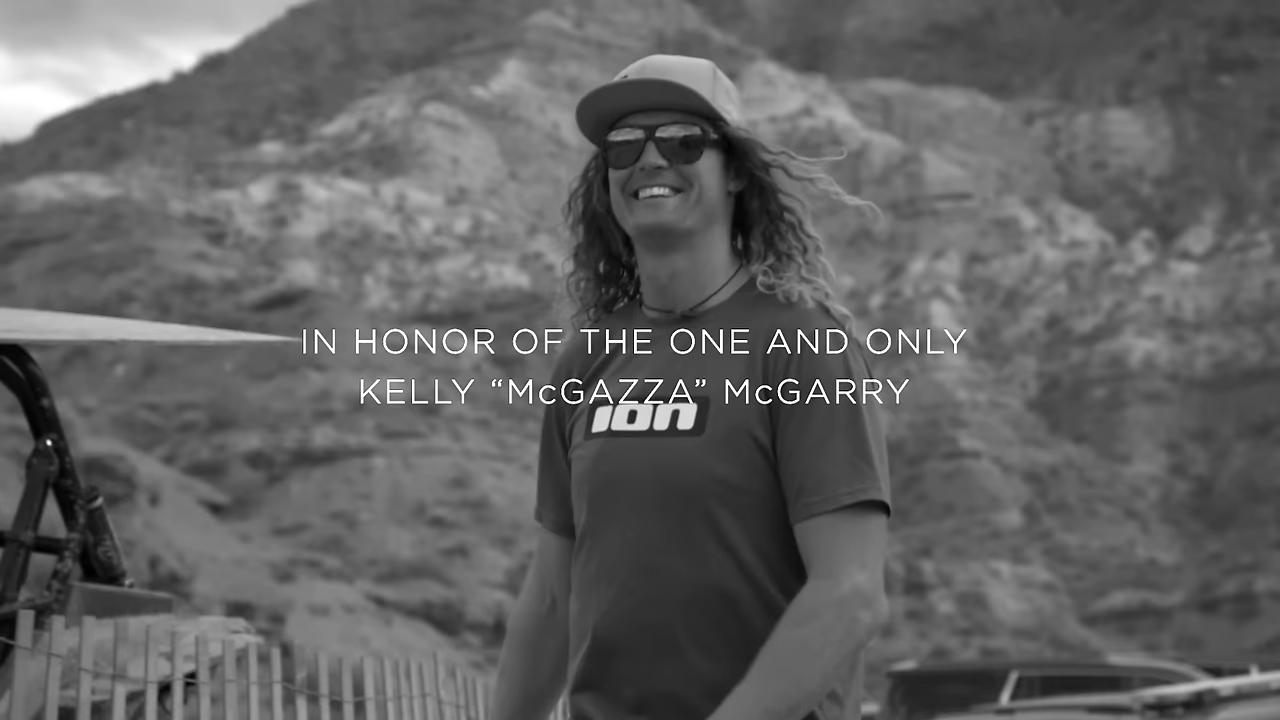 IN HONOR OF THE ONE AND ONLY
KELLY “McGAZZA” McGARRY
ion